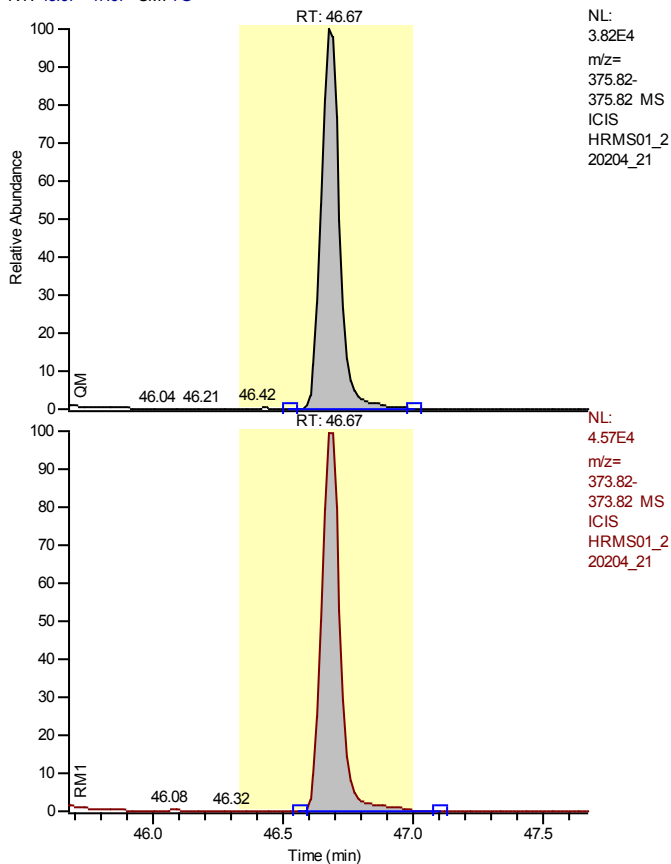 RT: 46.67
NL:
3.82E4
m/z=
375.82-
375.82 MS
ICIS
HRMS01_2
20204_21
100
90
80
70
60
50
40
30
20
10
0
Relative Abundance
QM
46.04 46.21 46.42
RT: 46.67
NL:
4.57E4
m/z=
373.82-
373.82 MS
ICIS
HRMS01_2
20204_21
100
90
80
70
60
50
40
30
20
10
0
RM1
46.08 46.32
46.0 46.5 47.0 47.5
Time (min)